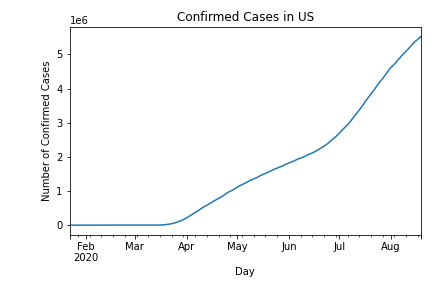 Confirmed Cases in US
1e6
5
4
3
2
1
0
Number of Confirmed Cases
Feb Mar Apr May Jun Jul Aug
2020
Day